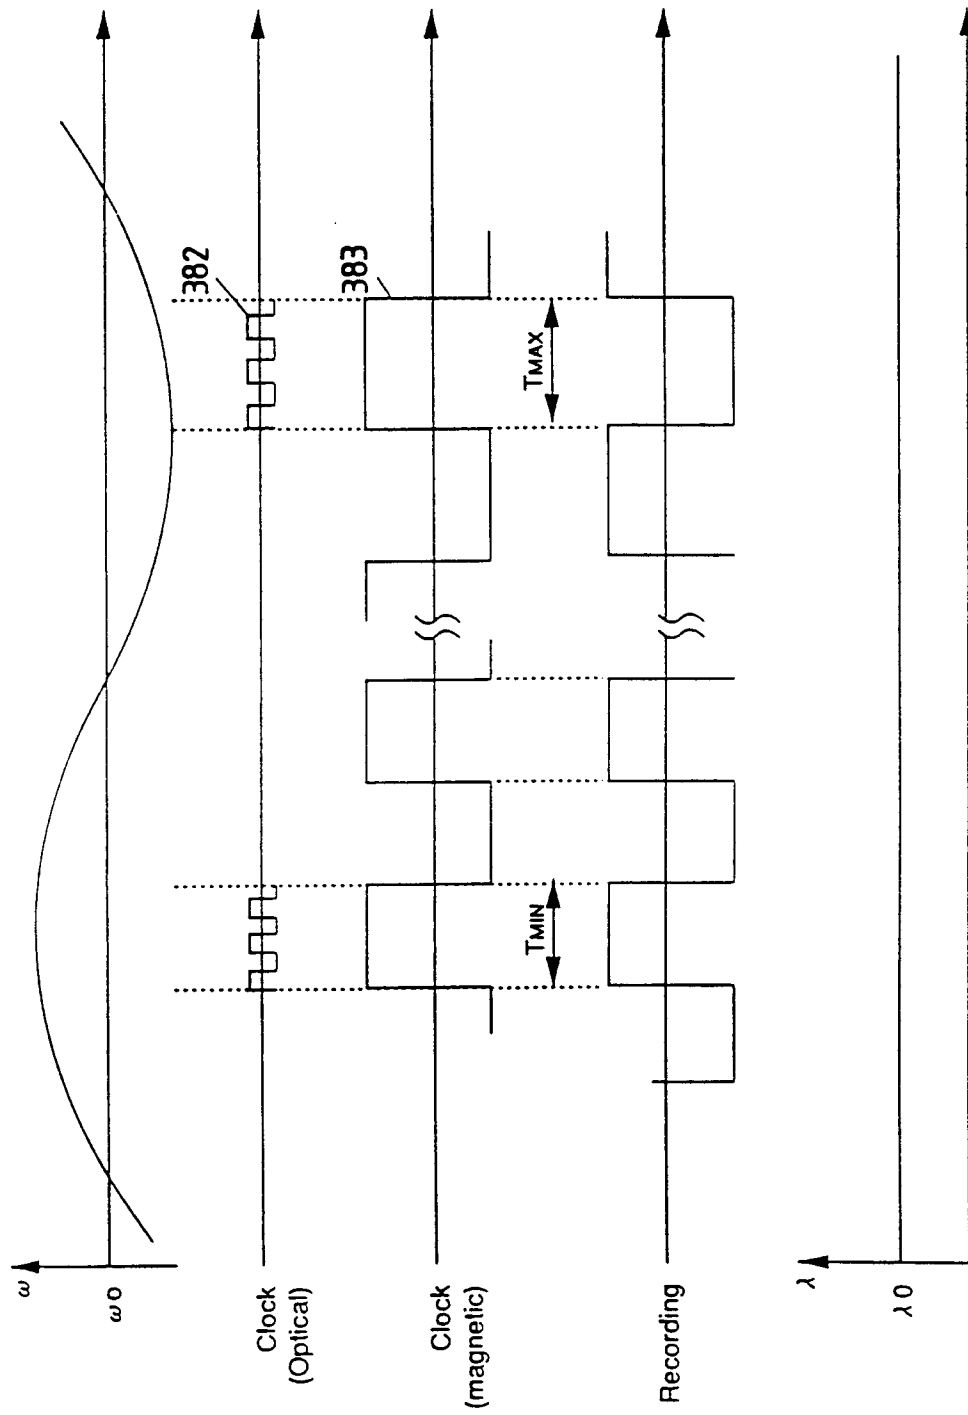 ω
ωo
Clock
(Optical)
382
Clock
(magnetic)
383
TMIN
TMAX
Recording
λ
λ0